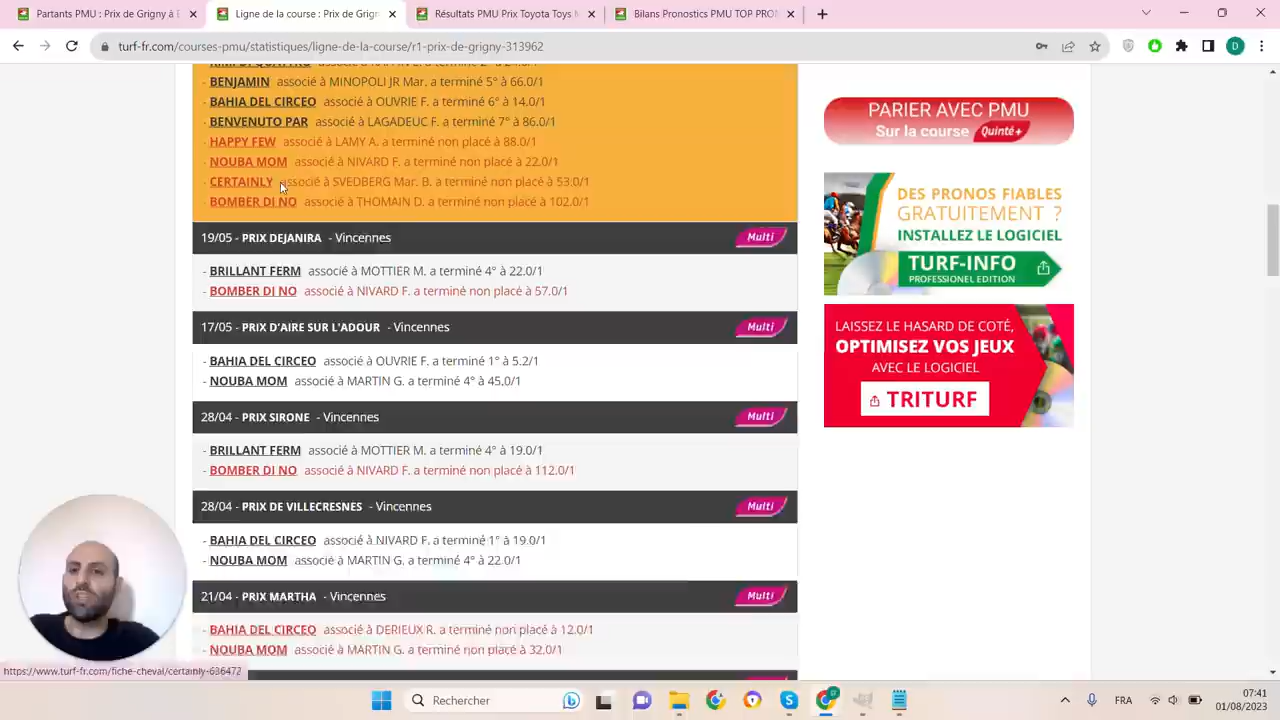 Partants : PMU : Prix de Grigny à E
Ligne de la course : Prix de Grigny
Résultats PMU Prix Toyota Toys M
Bilans Pronostics PMU TOP PRON
turf-fr.com/courses-pmu/statistiques/ligne-de-la-course/r1-prix-de-grigny-313962
D
- BENJAMIN associé à MINOPOLI JR Mar. a terminé 5° à 66.0/1
- BAHIA DEL CIRCEO associé à OUVRIE F. a terminé 6° à 14.0/1
- BENVENUTO PAR associé à LAGADEUC F. a terminé 7° à 86.0/1
- HAPPY FEW associé à LAMY A. a terminé non placé à 88.0/1
- NOUBA MOM associé à NIVARD F. a terminé non placé à 22.0/1
- CERTAINLY associé à SVEDBERG Mar. B. a terminé non placé à 53.0/1
- BOMBER DI NO associé à THOMAIN D. a terminé non placé à 102.0/1
19/05 - PRIX DEJANIRA - Vincennes Multi
- BRILLANT FERM associé à MOTTIER M. a terminé 4° à 22.0/1
- BOMBER DI NO associé à NIVARD F. a terminé non placé à 57.0/1
17/05 - PRIX D'AIRE SUR L'ADOUR - Vincennes Multi
- BAHIA DEL CIRCEO associé à OUVRIE F. a terminé 1° à 5.2/1
- NOUBA MOM associé à MARTIN G. a terminé 4° à 45.0/1
28/04 - PRIX SIRONE - Vincennes Multi
- BRILLANT FERM associé à MOTTIER M. a terminé 4° à 19.0/1
- BOMBER DI NO associé à NIVARD F. a terminé non placé à 112.0/1
28/04 - PRIX DE VILLECRESNES - Vincennes Multi
- BAHIA DEL CIRCEO associé à NIVARD F. a terminé 1° à 19.0/1
- NOUBA MOM associé à MARTIN G. a terminé 4° à 22.0/1
21/04 - PRIX MARTHA - Vincennes Multi
- BAHIA DEL CIRCEO associé à DERIEUX R. a terminé non placé à 12.0/1
- NOUBA MOM associé à MARTIN G. a terminé non placé à 32.0/1
PARIER AVEC PMU
Sur la course Quinté+
DES PRONOS FIABLES
GRATUITEMENT ?
INSTALLEZ LE LOGICIEL
TURF-INFO
PROFESSIONEL EDITION
LAISSEZ LE HASARD DE COTÉ,
OPTIMISEZ VOS JEUX
AVEC LE LOGICIEL
TRITURF
https://www.turf-fr.com/fiche-cheval/certainly-636472
Rechercher
FRA
07:41
01/08/2023